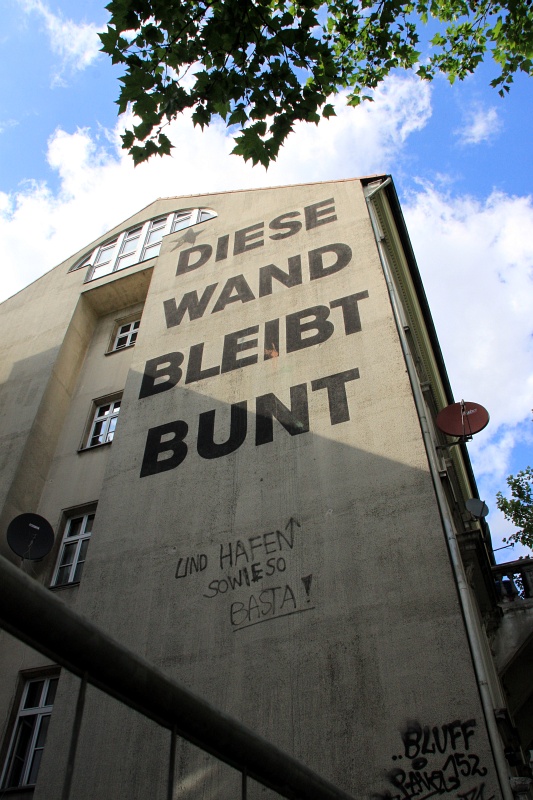 DIESE
WAND
BLEIBT
BUNT
UND HAFEN
SOWIESO
BASTA!
BLUFF